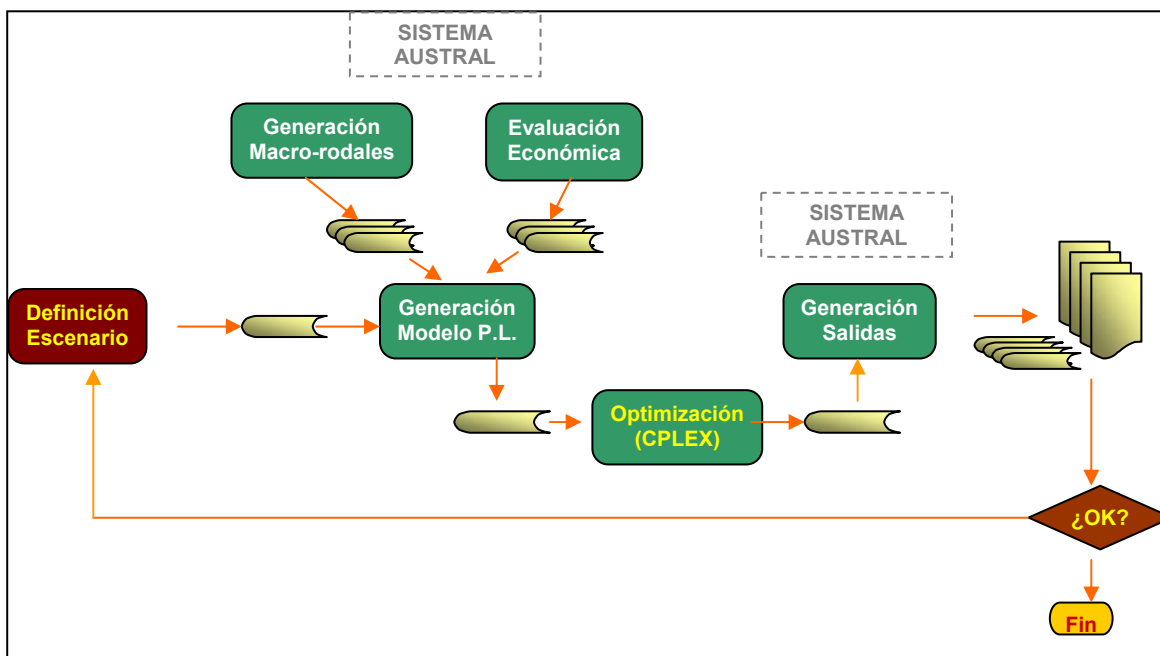 SISTEMA
AUSTRAL
Generación
Macro-rodales
Evaluación
Económica
SISTEMA
AUSTRAL
Definición
Escenario
Generación
Modelo P.L.
Generación
Salidas
Optimización
(CPLEX)
¿OK?
Fin